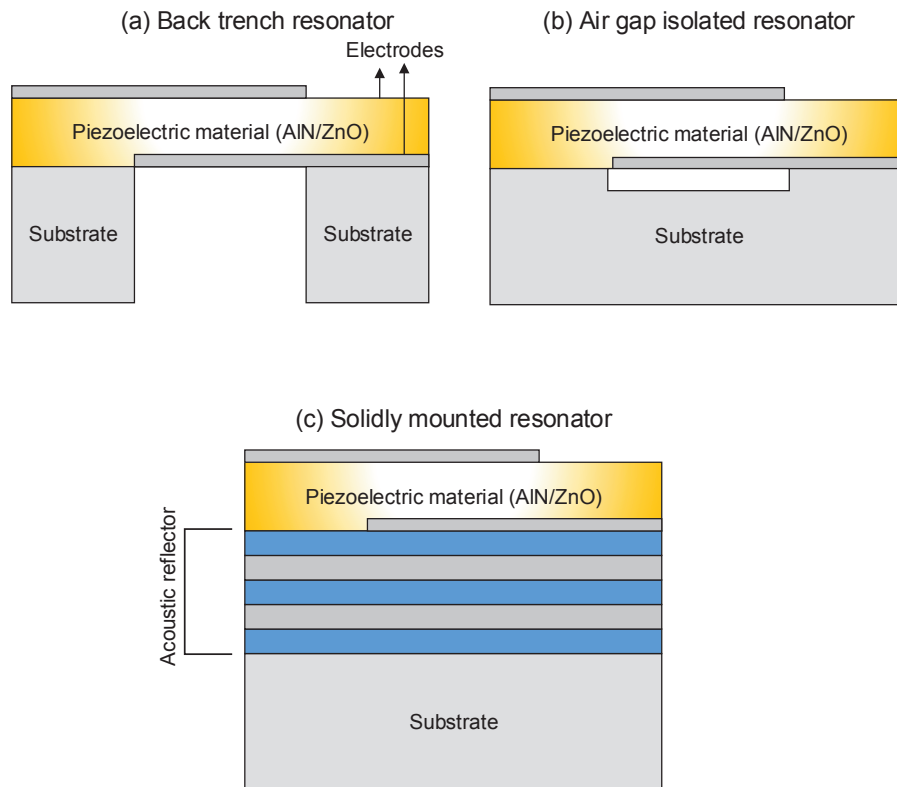 (a) Back trench resonator
Electrodes
Piezoelectric material (AlN/ZnO)
Substrate
Substrate
(b) Air gap isolated resonator
Piezoelectric material (AlN/ZnO)
Substrate
(c) Solidly mounted resonator
Piezoelectric material (AlN/ZnO)
Acoustic reflector
Substrate